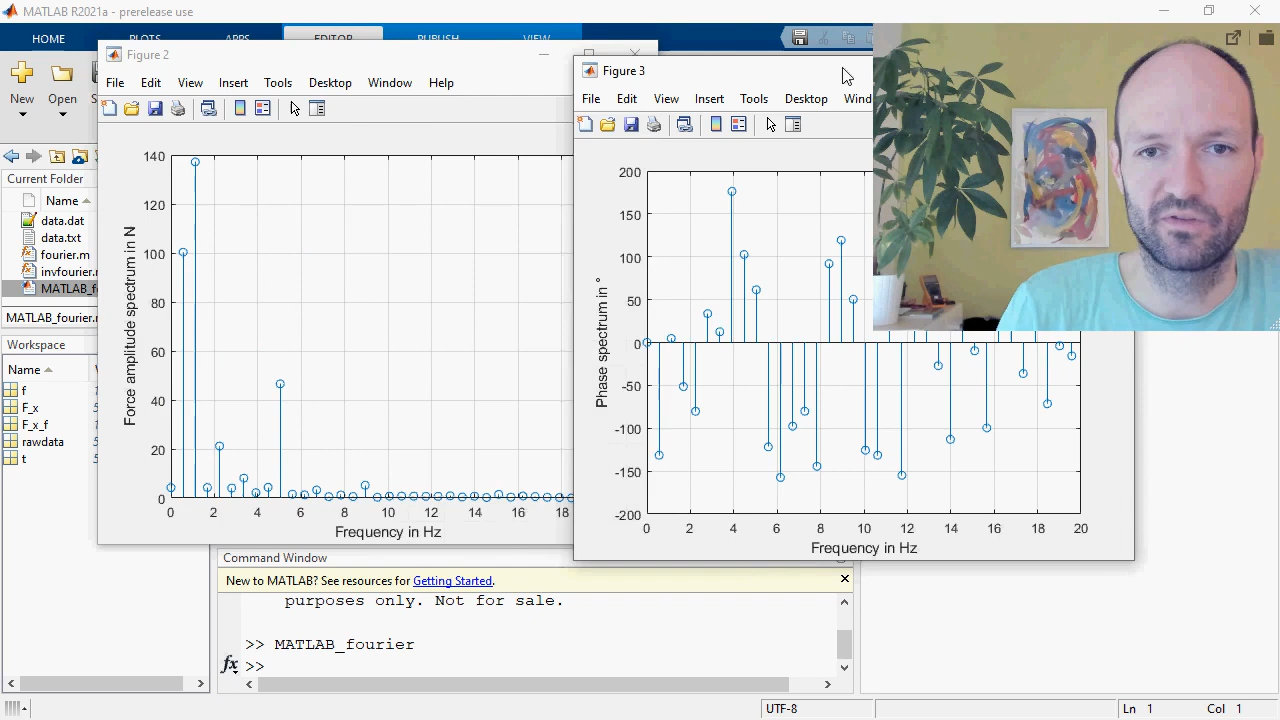 MATLAB R2021a - prerelease use
HOME
PLOTS
APPS
EDITOR
PUBLISH
VIEW
New
Open
Current Folder
Name
data.dat
data.txt
fourier.m
MATLAB_fourier.m
Workspace
Name
f
F_x
F_x_f
rawdata
t
Figure 2
File Edit View Insert Tools Desktop Window Help
140
120
100
80
60
40
20
0
Force amplitude spectrum in N
0 2 4 6 8 10 12 14 16 18
Frequency in Hz
Figure 3
File Edit View Insert Tools Desktop
200
150
100
50
0
-50
-100
-150
-200
Phase spectrum in °
0 2 4 6 8 10 12 14 16 18 20
Frequency in Hz
Command Window
New to MATLAB? See resources for Getting Started.
purposes only. Not for sale.
>> MATLAB_fourier
fx >>
UTF-8
Ln 1 Col 1